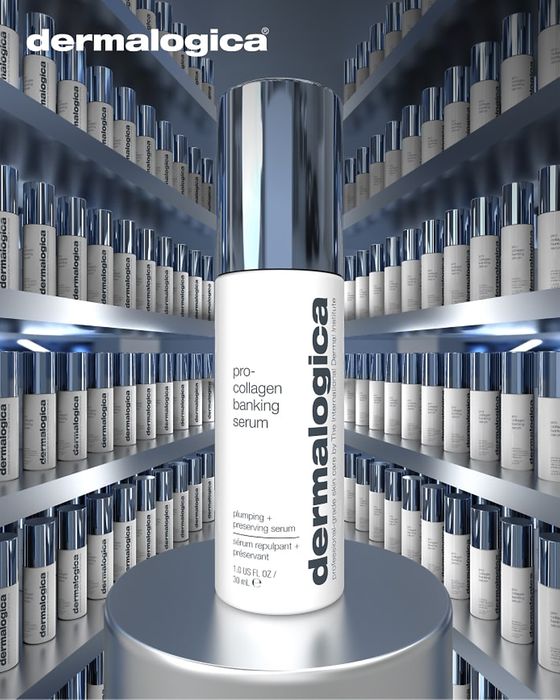 dermalogica®
pro-
collagen
banking
serum
plumping +
preserving serum
sérum repulpant +
préservant
1.0 US FL OZ /
30 mL ℮
dermalogica
professional-grade skin care by The International Dermal Institute